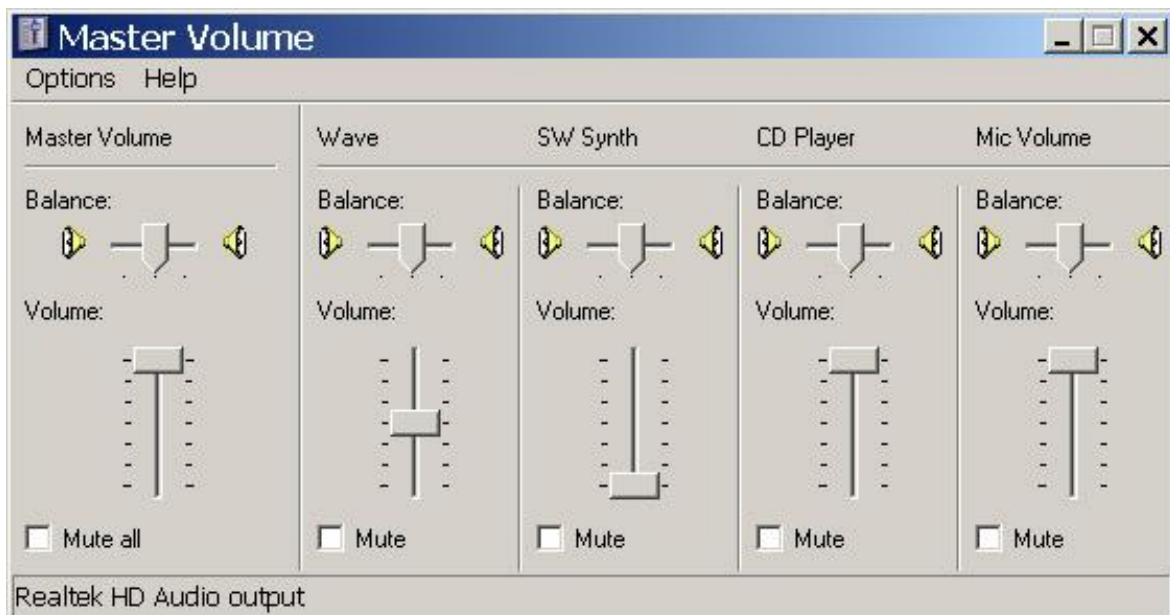 Master Volume
Options Help
Master Volume Wave SW Synth CD Player Mic Volume
Balance: Balance: Balance: Balance: Balance:
Volume: Volume: Volume: Volume: Volume:
Mute all Mute Mute Mute Mute
Realtek HD Audio output